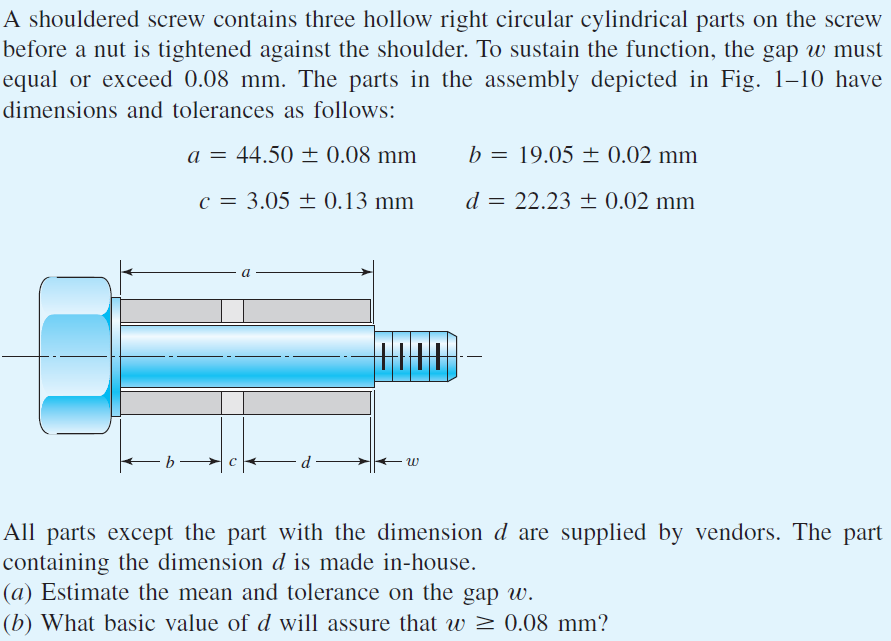 A shouldered screw contains three hollow right circular cylindrical parts on the screw
before a nut is tightened against the shoulder. To sustain the function, the gap w must
equal or exceed 0.08 mm. The parts in the assembly depicted in Fig. 1–10 have
dimensions and tolerances as follows:
a = 44.50 ± 0.08 mm b = 19.05 ± 0.02 mm
c = 3.05 ± 0.13 mm d = 22.23 ± 0.02 mm
a
b c d w
All parts except the part with the dimension d are supplied by vendors. The part
containing the dimension d is made in-house.
(a) Estimate the mean and tolerance on the gap w.
(b) What basic value of d will assure that w ≥ 0.08 mm?